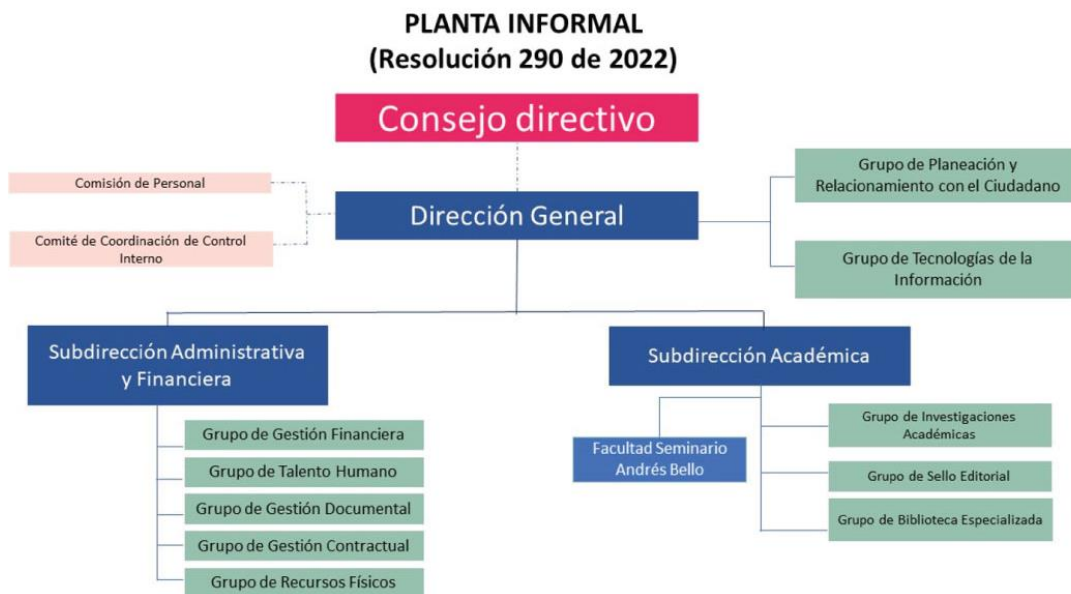 PLANTA INFORMAL
(Resolución 290 de 2022)
Consejo directivo
Comisión de Personal
Comité de Coordinación de Control
Interno
Dirección General
Grupo de Planeación y
Relacionamiento con el Ciudadano
Grupo de Tecnologías de la
Información
Subdirección Administrativa
y Financiera
Grupo de Gestión Financiera
Grupo de Talento Humano
Grupo de Gestión Documental
Grupo de Gestión Contractual
Grupo de Recursos Físicos
Subdirección Académica
Facultad Seminario
Andrés Bello
Grupo de Investigaciones
Académicas
Grupo de Sello Editorial
Grupo de Biblioteca Especializada